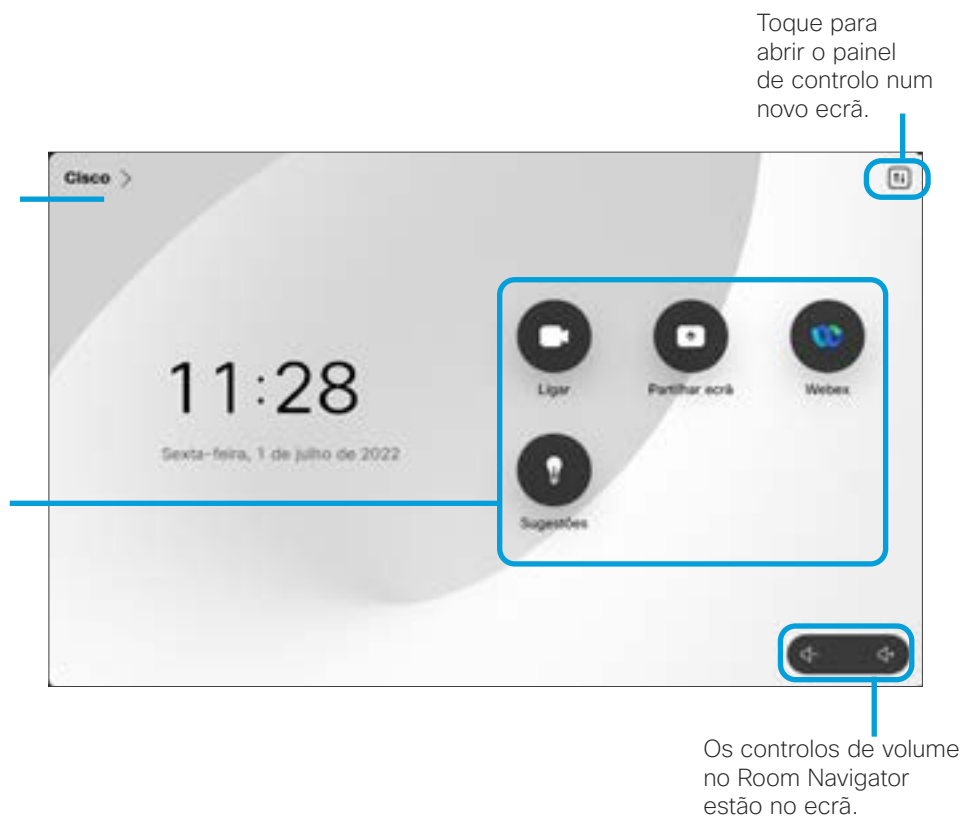 Toque para
abrir o painel
de controlo num
novo ecrã.
Cisco
11:28
Sexta-feira, 1 de julho de 2022
Ligar
Partilhar ecrã
Webex
Sugestões
Os controlos de volume
no Room Navigator
estão no ecrã.